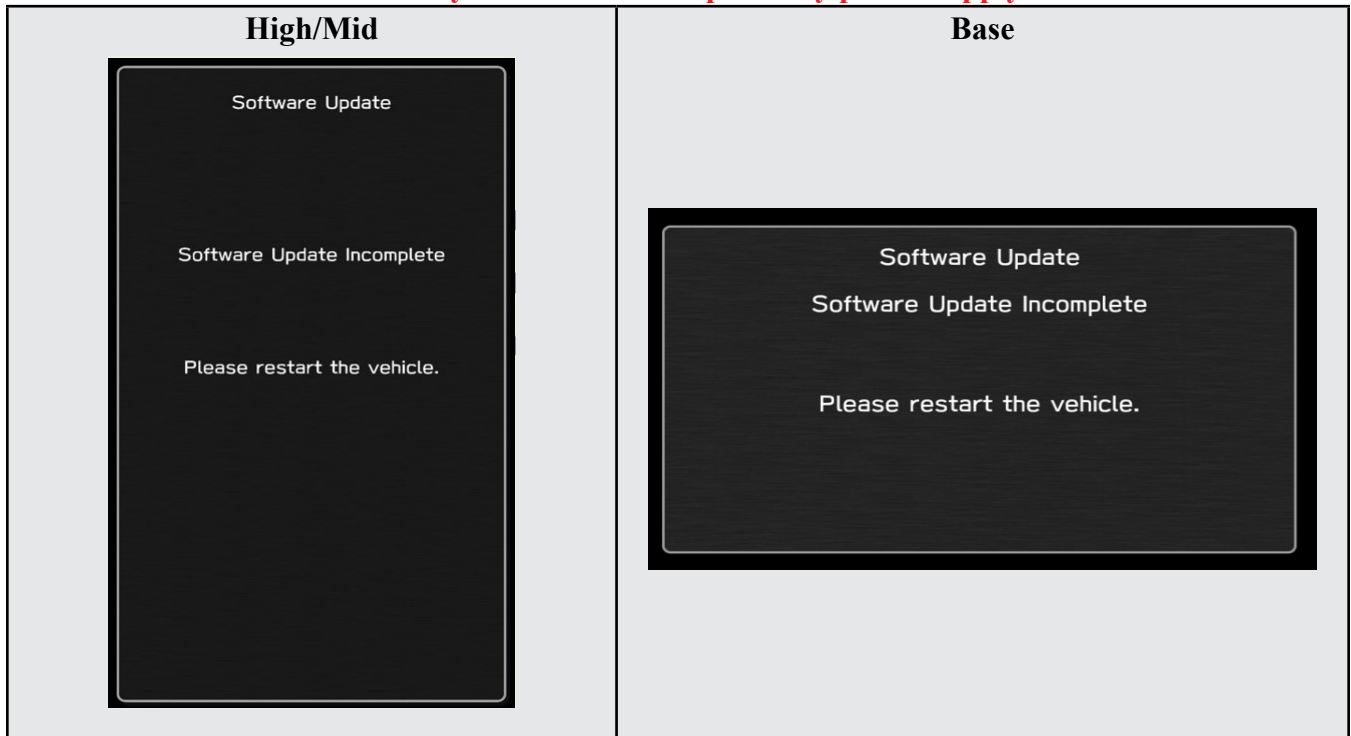 High/Mid
Software Update
Software Update Incomplete
Please restart the vehicle.
Base
Software Update
Software Update Incomplete
Please restart the vehicle.